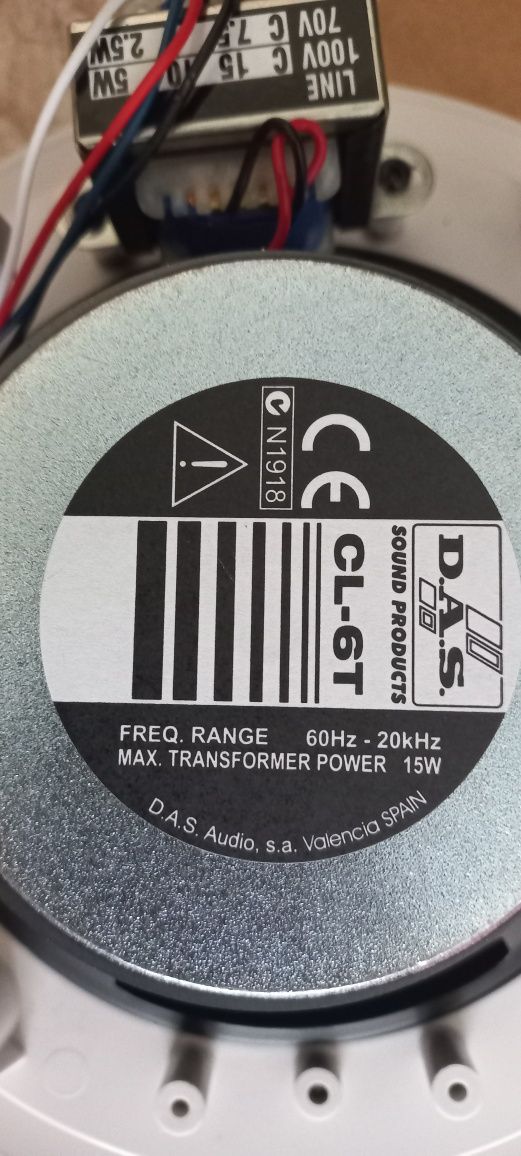 LINE
100V C 15 10 5W
70V C 7.5 2.5W
CE
N1918
D.A.S.
SOUND PRODUCTS
CL-6T
FREQ. RANGE 60Hz - 20kHz
MAX. TRANSFORMER POWER 15W
D.A.S. Audio, s.a. Valencia SPAIN